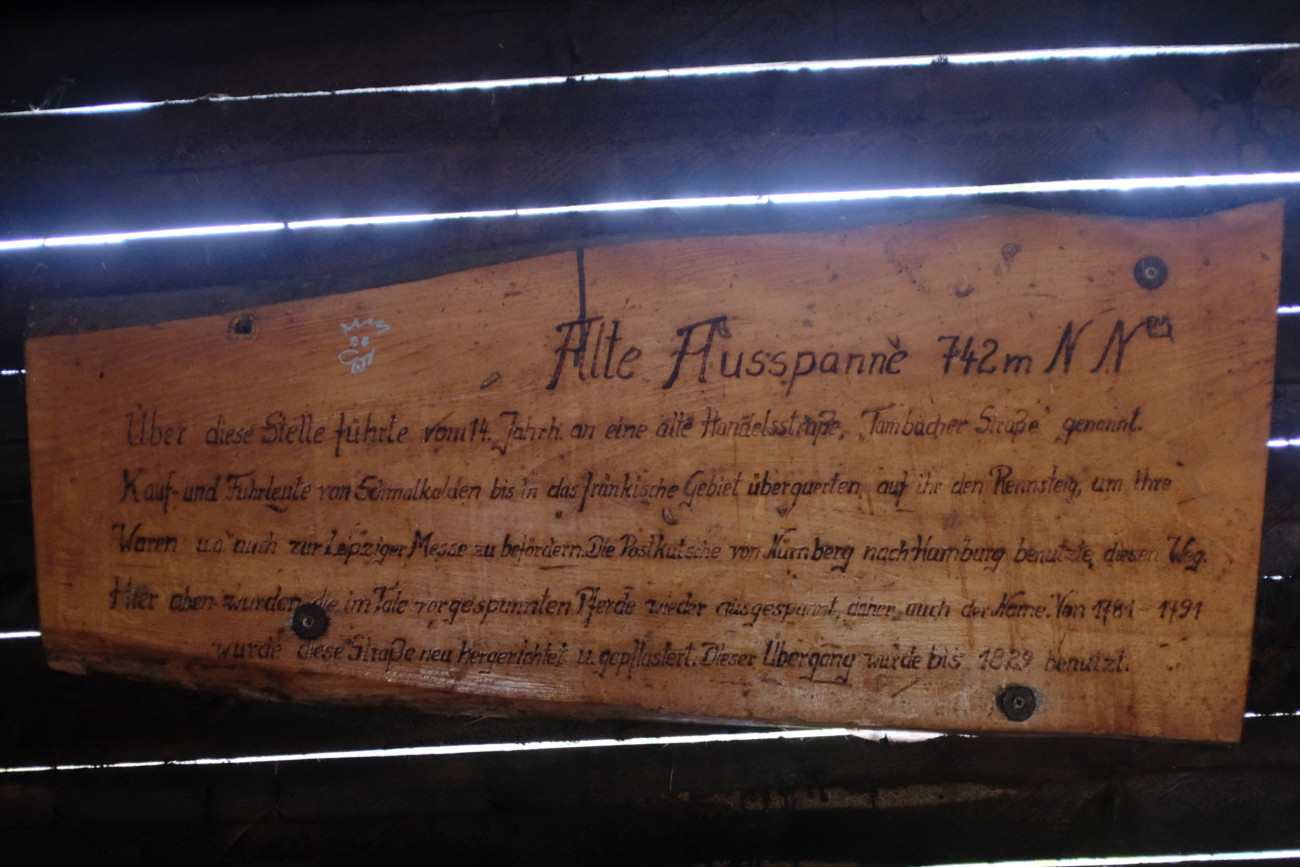 Alte Ausspanne 742m NN
Über diese Stelle führte vom 14. Jahrh. an eine alte Handelsstraße, "Tambacher Straße" genannt.
Kauf- und Fuhrleute von Schmalkalden bis in das fränkische Gebiet überquerten auf ihr den Rennsteig, um ihre
Waren u.a. auch zur Leipziger Messe zu befördern. Die Postkutsche von Nürnberg nach Hamburg benutzte diesen Weg.
Hier oben wurden die im Tale vorgespannten Pferde wieder ausgespannt, daher auch der Name. Von 1781 - 1791
wurde diese Straße neu hergerichtet u. gepflastert. Dieser Übergang wurde bis 1829 benutzt.